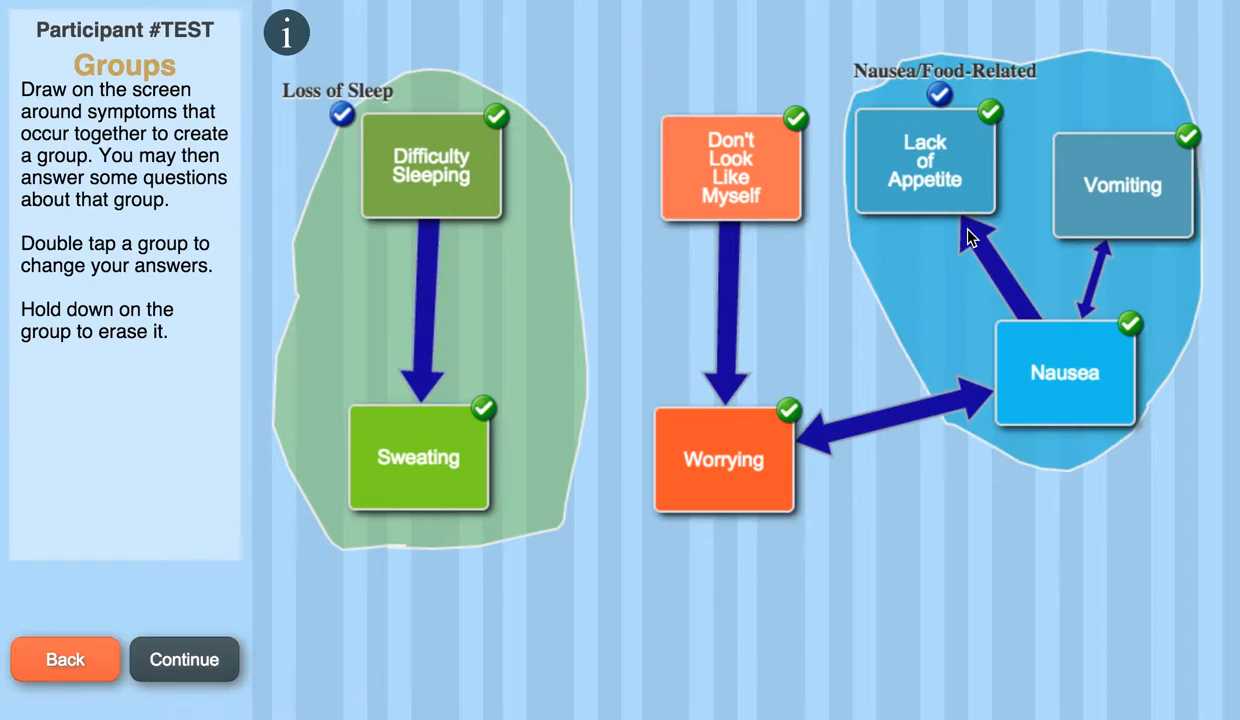 Participant #TEST
Groups
Draw on the screen
around symptoms that
occur together to create
a group. You may then
answer some questions
about that group.
Double tap a group to
change your answers.
Hold down on the
group to erase it.
Back
Continue
i
Loss of Sleep
Difficulty
Sleeping
Sweating
Don't
Look
Like
Myself
Worrying
Nausea/Food-Related
Lack
of
Appetite
Vomiting
Nausea